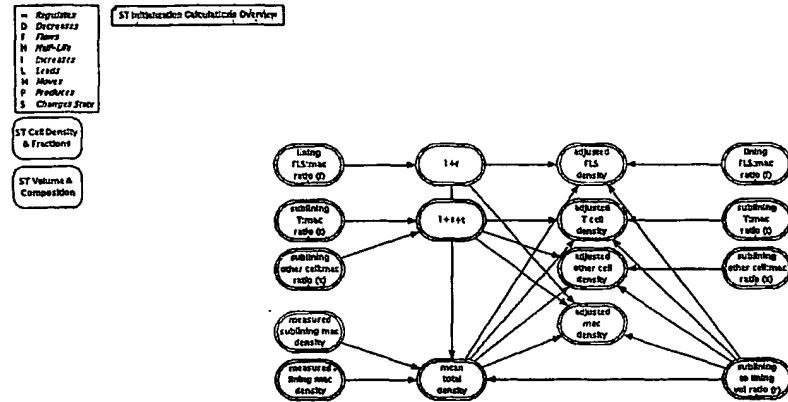 = Regulates
D Decreases
F Flows
H Half-Life
I Increases
L Leads
M Moves
P Produces
S Changes State
ST Initialization Calculations Overview
ST Cell Density
& Fractions
ST Volume &
Composition
lining
FLS:mac
ratio (f)
1+f
adjusted
FLS
density
lining
FLS:mac
ratio (f)
sublining
T:mac
ratio (t)
1+s+t
adjusted
T cell
density
sublining
T:mac
ratio (t)
sublining
other cell:mac
ratio (s)
adjusted
other cell
density
sublining
other cell:mac
ratio (s)
measured
sublining mac
density
adjusted
mac
density
measured
lining mac
density
mean
total
density
sublining
to lining
vol ratio (r)